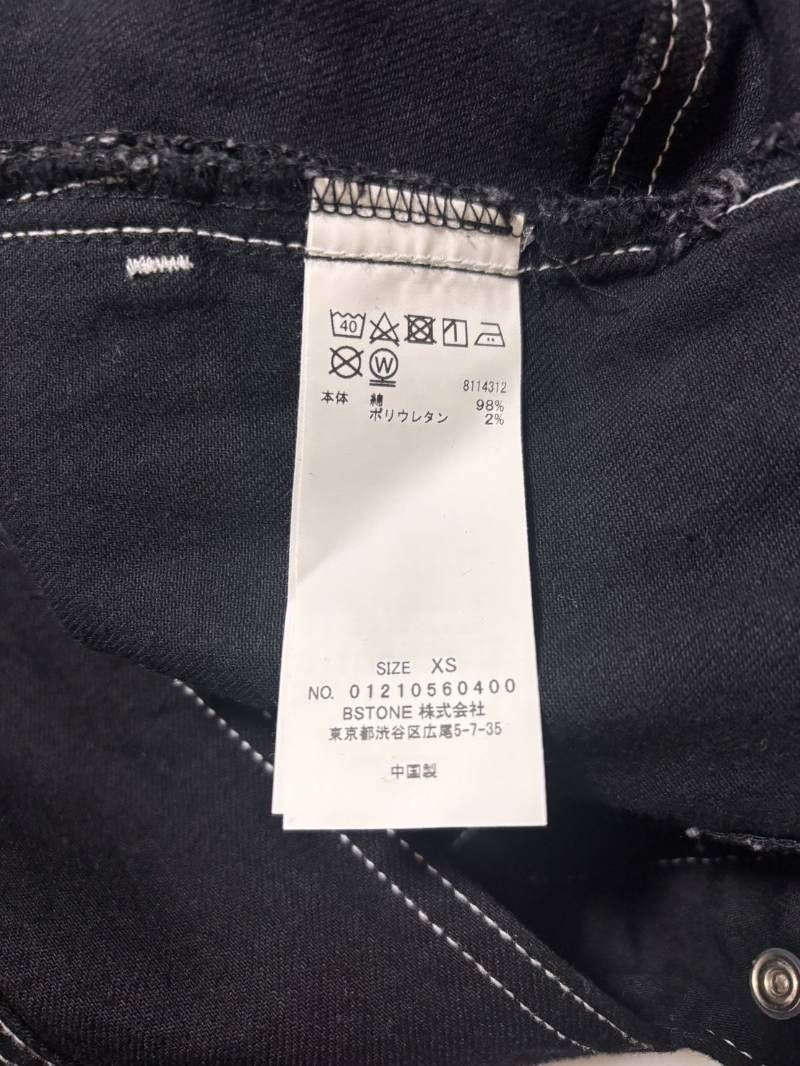 40
W
8114312
本体 綿 98%
ポリウレタン 2%
SIZE XS
NO. 01210560400
BSTONE 株式会社
東京都渋谷区広尾5-7-35
中国製